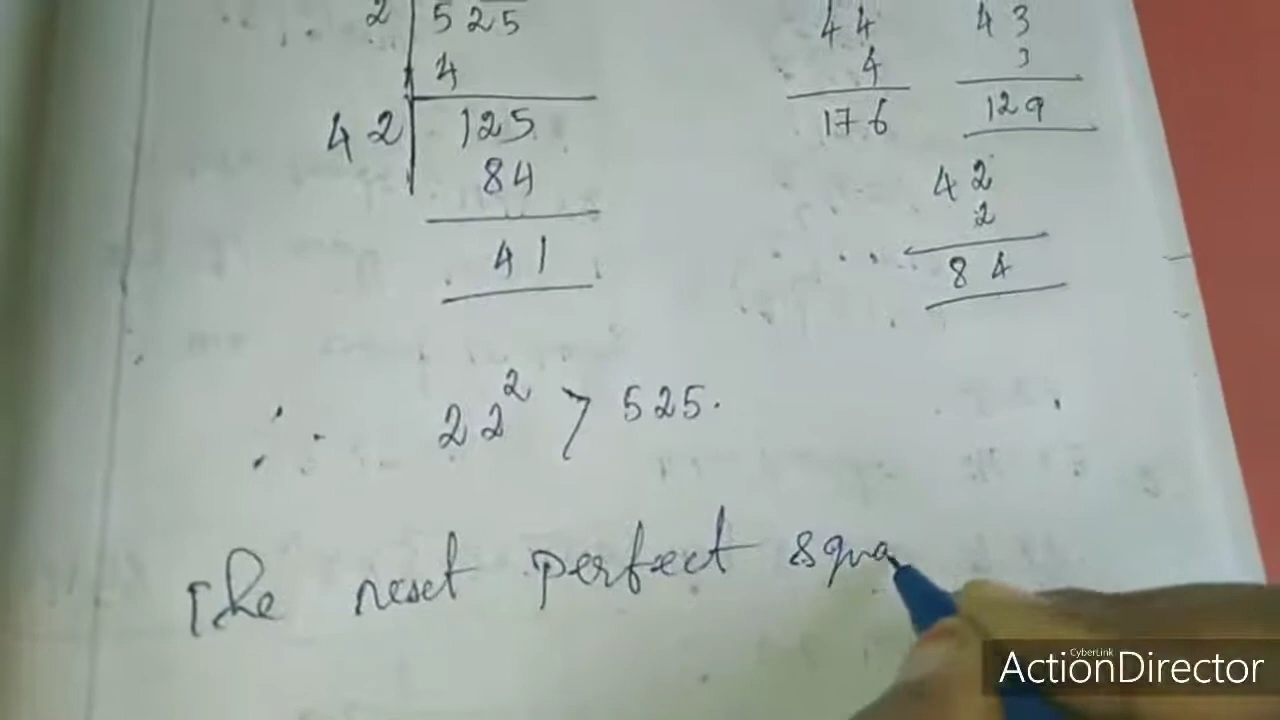 2 525 44 43
4 4 3
42 125 176 129
84 42
2
41 84
∴ 22² > 525.
The next perfect squa
CyberLink
ActionDirector